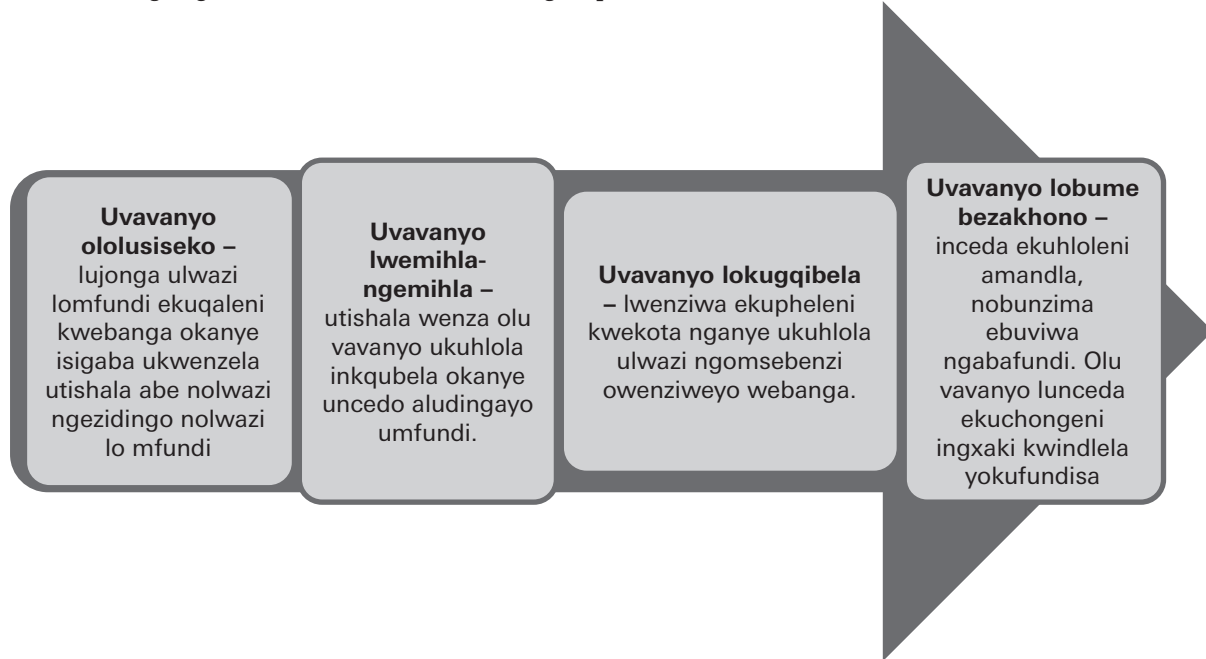 Uvavanyo
ololusiseko –
lujonga ulwazi
lomfundi ekuqaleni
kwebanga okanye
isigaba ukwenzela
utishala abe nolwazi
ngezidingo nolwazi
lo mfundi
Uvavanyo
lwemihla-
ngemihla –
utishala wenza olu
vavanyo ukuhlola
inkqubela okanye
uncedo aludingayo
umfundi.
Uvavanyo lokugqibela
– lwenziwa ekupheleni
kwekota nganye ukuhlola
ulwazi ngomsebenzi
owenziweyo webanga.
Uvavanyo lobume
bezakhono –
inceda ekuhloleni
amandla,
nobunzima
ebuviwa
ngabafundi. Olu
vavanyo lunceda
ekuchongeni
ingxaki kwindlela
yokufundisa